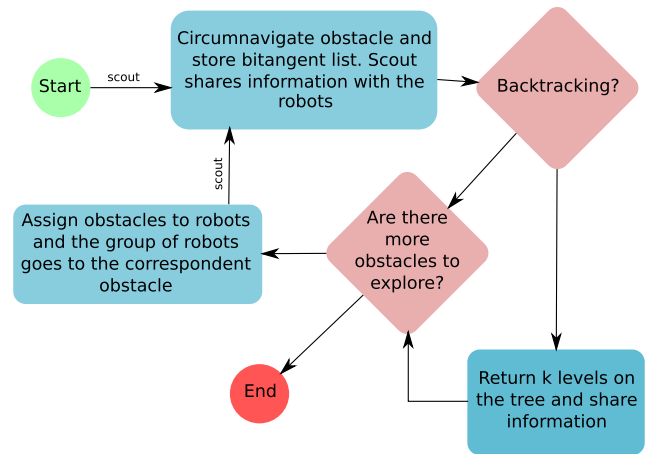 Start
scout
Circumnavigate obstacle and
store bitangent list. Scout
shares information with the
robots
Backtracking?
scout
Are there
more
obstacles to
explore?
Assign obstacles to robots
and the group of robots
goes to the correspondent
obstacle
End
Return k levels on
the tree and share
information